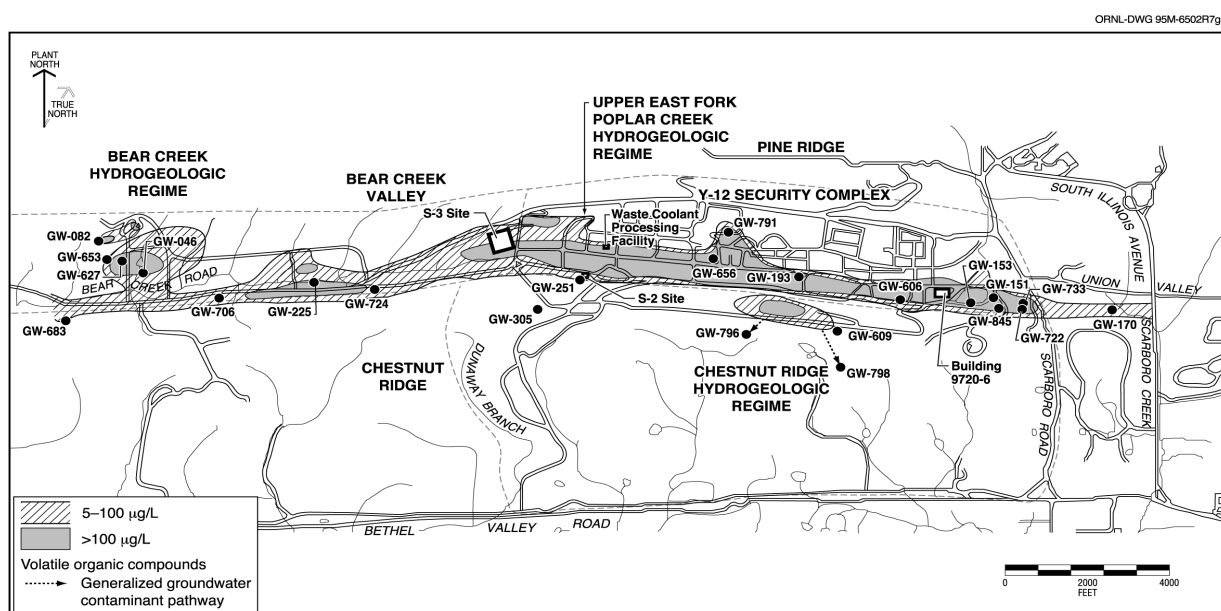 ORNL-DWG 95M-6502R7g
PLANT
NORTH
TRUE
NORTH
BEAR CREEK
HYDROGEOLOGIC
REGIME
BEAR CREEK
VALLEY
UPPER EAST FORK
POPLAR CREEK
HYDROGEOLOGIC
REGIME
PINE RIDGE
Y-12 SECURITY COMPLEX
SOUTH ILLINOIS AVENUE
S-3 Site
Waste Coolant
Processing
Facility
GW-791
GW-082
GW-046
GW-653
GW-627
BEAR CREEK ROAD
GW-656
GW-193
GW-153
GW-151
GW-606
GW-733
UNION
VALLEY
GW-251
S-2 Site
GW-724
GW-706
GW-225
GW-305
GW-683
GW-796
GW-609
GW-845
GW-722
GW-170
GW-798
Building
9720-6
CHESTNUT
RIDGE
DUNAWAY BRANCH
CHESTNUT RIDGE
HYDROGEOLOGIC
REGIME
SCARBORO ROAD
SCARBORO CREEK
BETHEL VALLEY ROAD
5–100 µg/L
>100 µg/L
Volatile organic compounds
Generalized groundwater
contaminant pathway
0 2000 4000
FEET